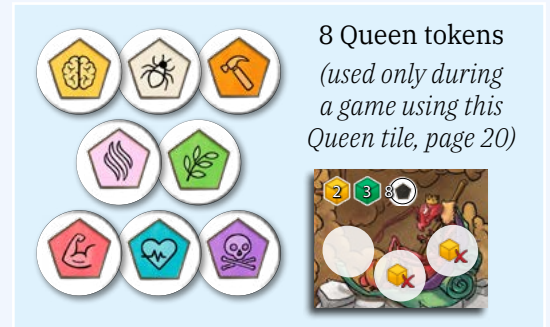 8 Queen tokens
(used only during
a game using this
Queen tile, page 20)
2 3 8
X X